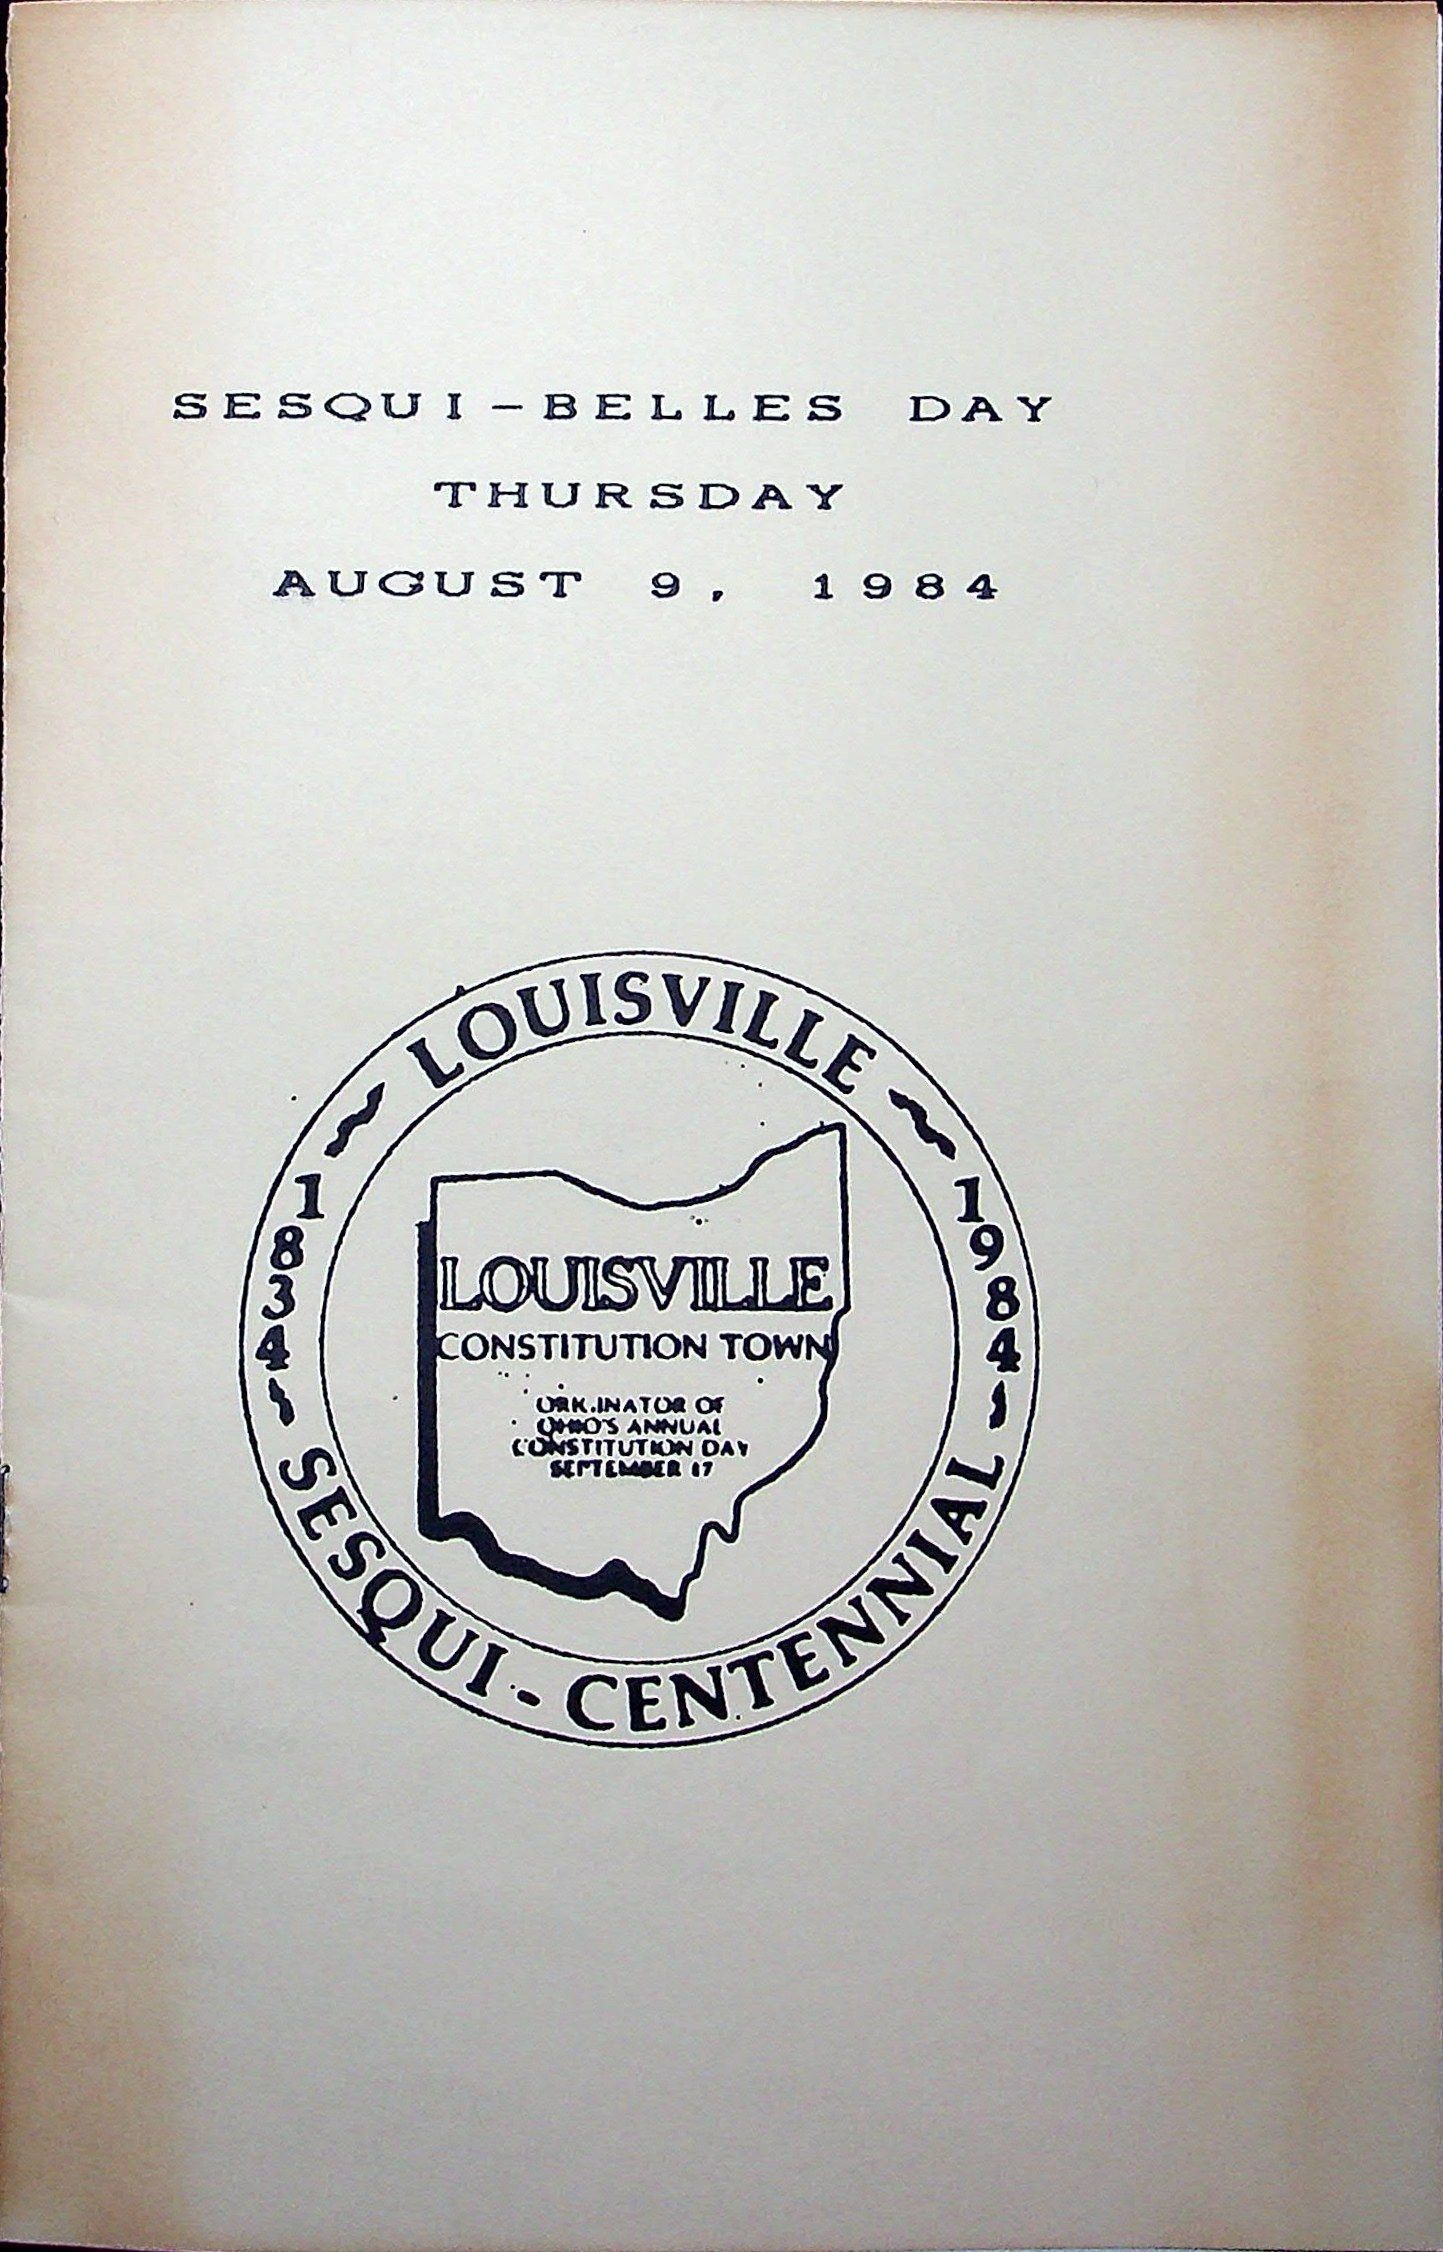 SESQUI-BELLES DAY
THURSDAY
AUGUST 9, 1984
LOUISVILLE
1834
1984
SESQUI-CENTENNIAL
LOUISVILLE
CONSTITUTION TOWN
ORIGINATOR OF
OHIO'S ANNUAL
CONSTITUTION DAY
SEPTEMBER 17